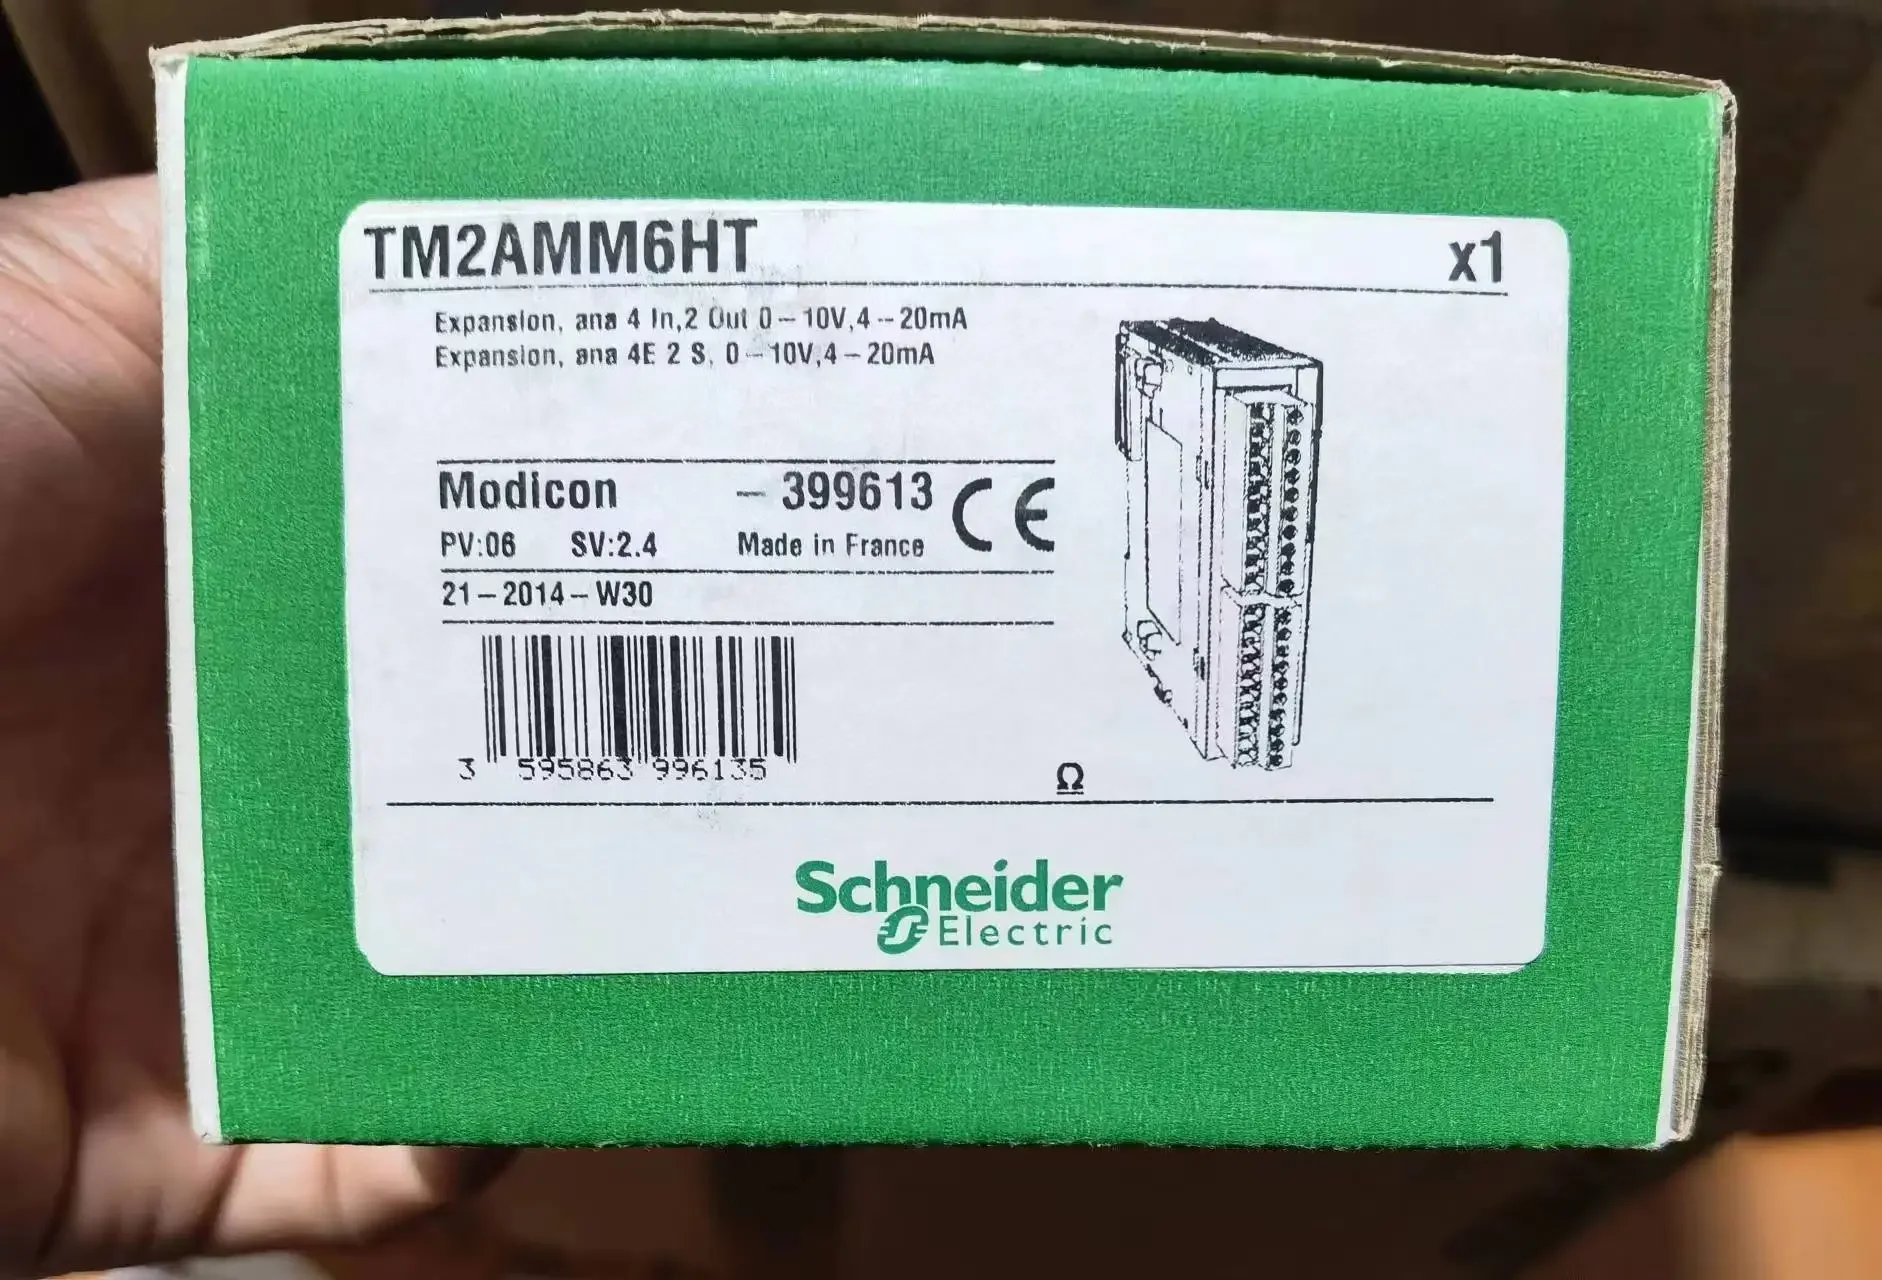 TM2AMM6HT x1
Expansion, ana 4 In,2 Out 0-10V,4-20mA
Expansion, ana 4E 2 S, 0-10V,4-20mA
Modicon - 399613 CE
PV:06 SV:2.4 Made in France
21-2014-W30
3 595863 996135
Ω
Schneider
Electric